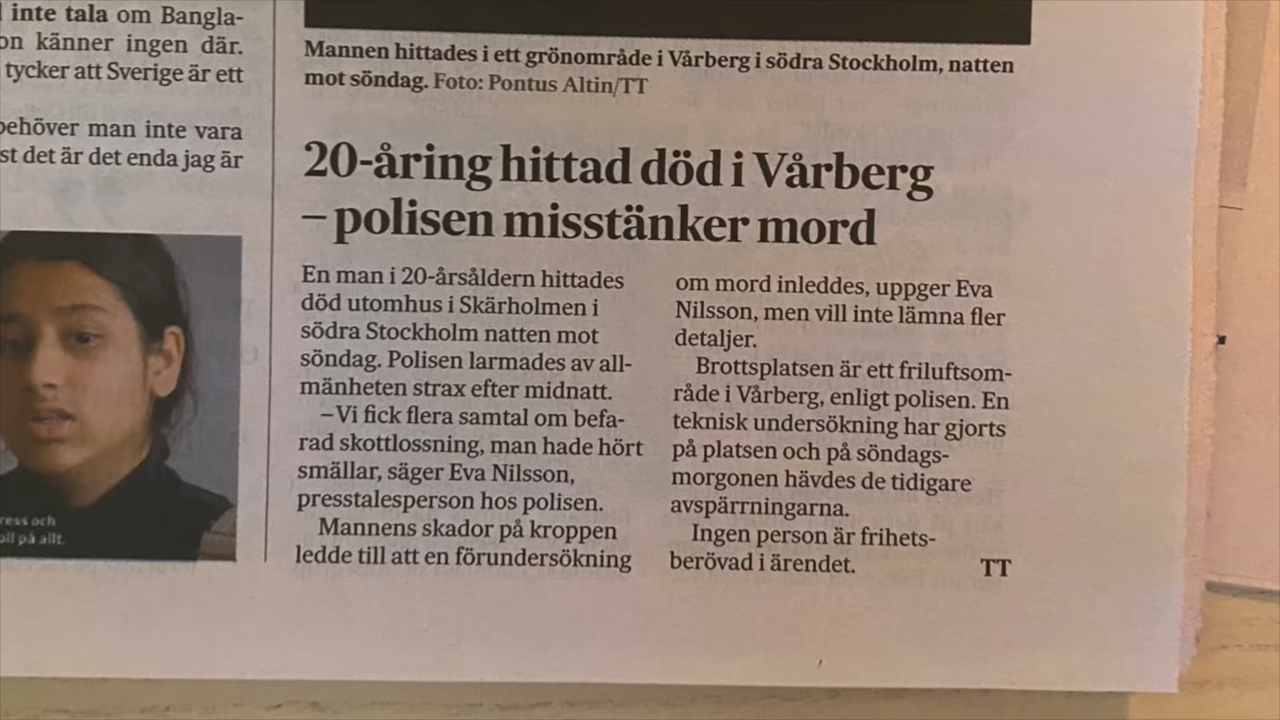 inte tala om Bangla-
on känner ingen där.
tycker att Sverige är ett
behöver man inte vara
st det är det enda jag är
ress och
oll på allt.
Mannen hittades i ett grönområde i Vårberg i södra Stockholm, natten
mot söndag. Foto: Pontus Altin/TT
20-åring hittad död i Vårberg
– polisen misstänker mord
En man i 20-årsåldern hittades
död utomhus i Skärholmen i
södra Stockholm natten mot
söndag. Polisen larmades av all-
mänheten strax efter midnatt.
–Vi fick flera samtal om befa-
rad skottlossning, man hade hört
smällar, säger Eva Nilsson,
presstalesperson hos polisen.
Mannens skador på kroppen
ledde till att en förundersökning
om mord inleddes, uppger Eva
Nilsson, men vill inte lämna fler
detaljer.
Brottsplatsen är ett friluftsom-
råde i Vårberg, enligt polisen. En
teknisk undersökning har gjorts
på platsen och på söndags-
morgonen hävdes de tidigare
avspärrningarna.
Ingen person är frihets-
berövad i ärendet.
TT